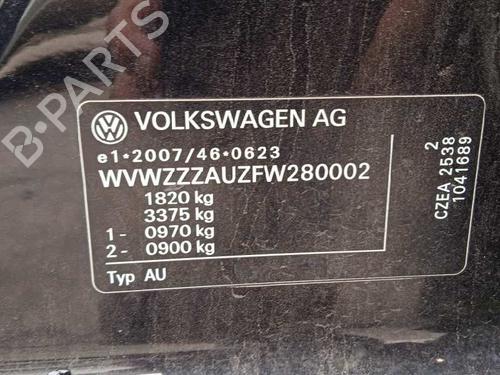 VOLKSWAGEN AG
e1*2007/46*0623
WVWZZZAUZFW280002
1820 kg
3375 kg
1- 0970 kg
2- 0900 kg
Typ AU
2
CZEA 2538
1041689
B-PARTS